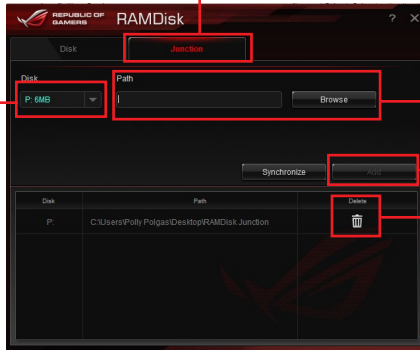 REPUBLIC OF
GAMERS
RAMDisk
? X
Disk
Junction
Disk
Path
P: 6MB
Browse
Synchronize
Add
Disk
Path
Delete
P:
C:\Users\Polly Polgas\Desktop\RAMDisk Junction